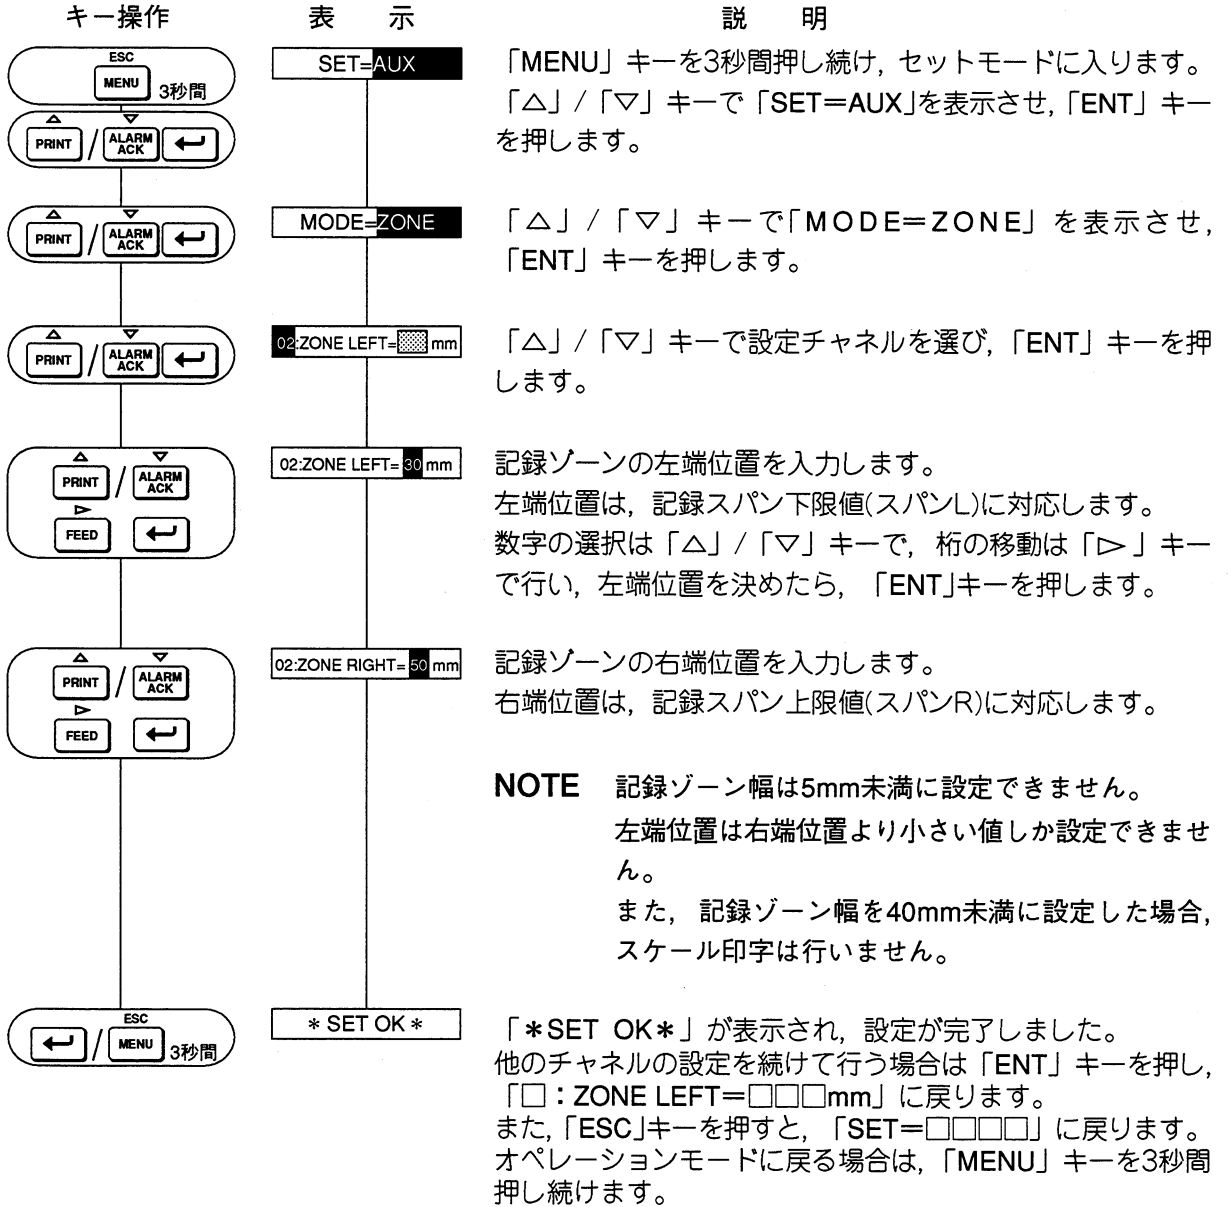 キー操作 表 示 説 明
ESC
MENU 3秒間
SET=AUX
「MENU」キーを3秒間押し続け, セットモードに入ります。
「△」/「▽」キーで「SET=AUX」を表示させ,「ENT」キー
を押します。
△ ▽
PRINT / ALARM ACK ↵
△ ▽
PRINT / ALARM ACK ↵
MODE=ZONE
「△」/「▽」キーで「MODE=ZONE」を表示させ,
「ENT」キーを押します。
△ ▽
PRINT / ALARM ACK ↵
02:ZONE LEFT= mm
「△」/「▽」キーで設定チャネルを選び,「ENT」キーを押
します。
△ ▽
PRINT / ALARM ACK
▷
FEED ↵
02:ZONE LEFT= 30 mm
記録ゾーンの左端位置を入力します。
左端位置は, 記録スパン下限値(スパンL)に対応します。
数字の選択は「△」/「▽」キーで, 桁の移動は「▷」キー
で行い, 左端位置を決めたら, 「ENT」キーを押します。
△ ▽
PRINT / ALARM ACK
▷
FEED ↵
02:ZONE RIGHT= 50 mm
記録ゾーンの右端位置を入力します。
右端位置は, 記録スパン上限値(スパンR)に対応します。
NOTE 記録ゾーン幅は5mm未満に設定できません。
左端位置は右端位置より小さい値しか設定できませ
ん。
また, 記録ゾーン幅を40mm未満に設定した場合,
スケール印字は行いません。
ESC
↵ / MENU 3秒間
* SET OK *
「*SET OK*」が表示され, 設定が完了しました。
他のチャネルの設定を続けて行う場合は「ENT」キーを押し,
「□:ZONE LEFT=□□□mm」に戻ります。
また,「ESC」キーを押すと, 「SET=□□□□」に戻ります。
オペレーションモードに戻る場合は,「MENU」キーを3秒間
押し続けます。